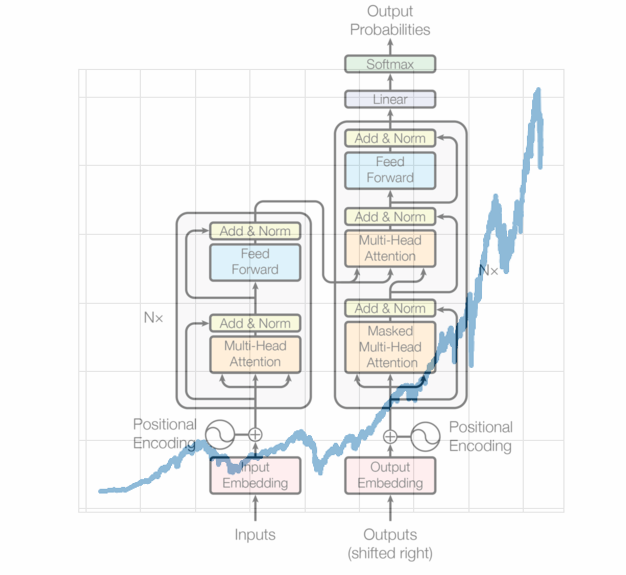 Output
Probabilities
Softmax
Linear
Add & Norm
Feed
Forward
Add & Norm
Multi-Head
Attention
Add & Norm
Masked
Multi-Head
Attention
N×
Add & Norm
Feed
Forward
Add & Norm
Multi-Head
Attention
N×
Positional
Encoding
Positional
Encoding
Input
Embedding
Output
Embedding
Inputs
Outputs
(shifted right)